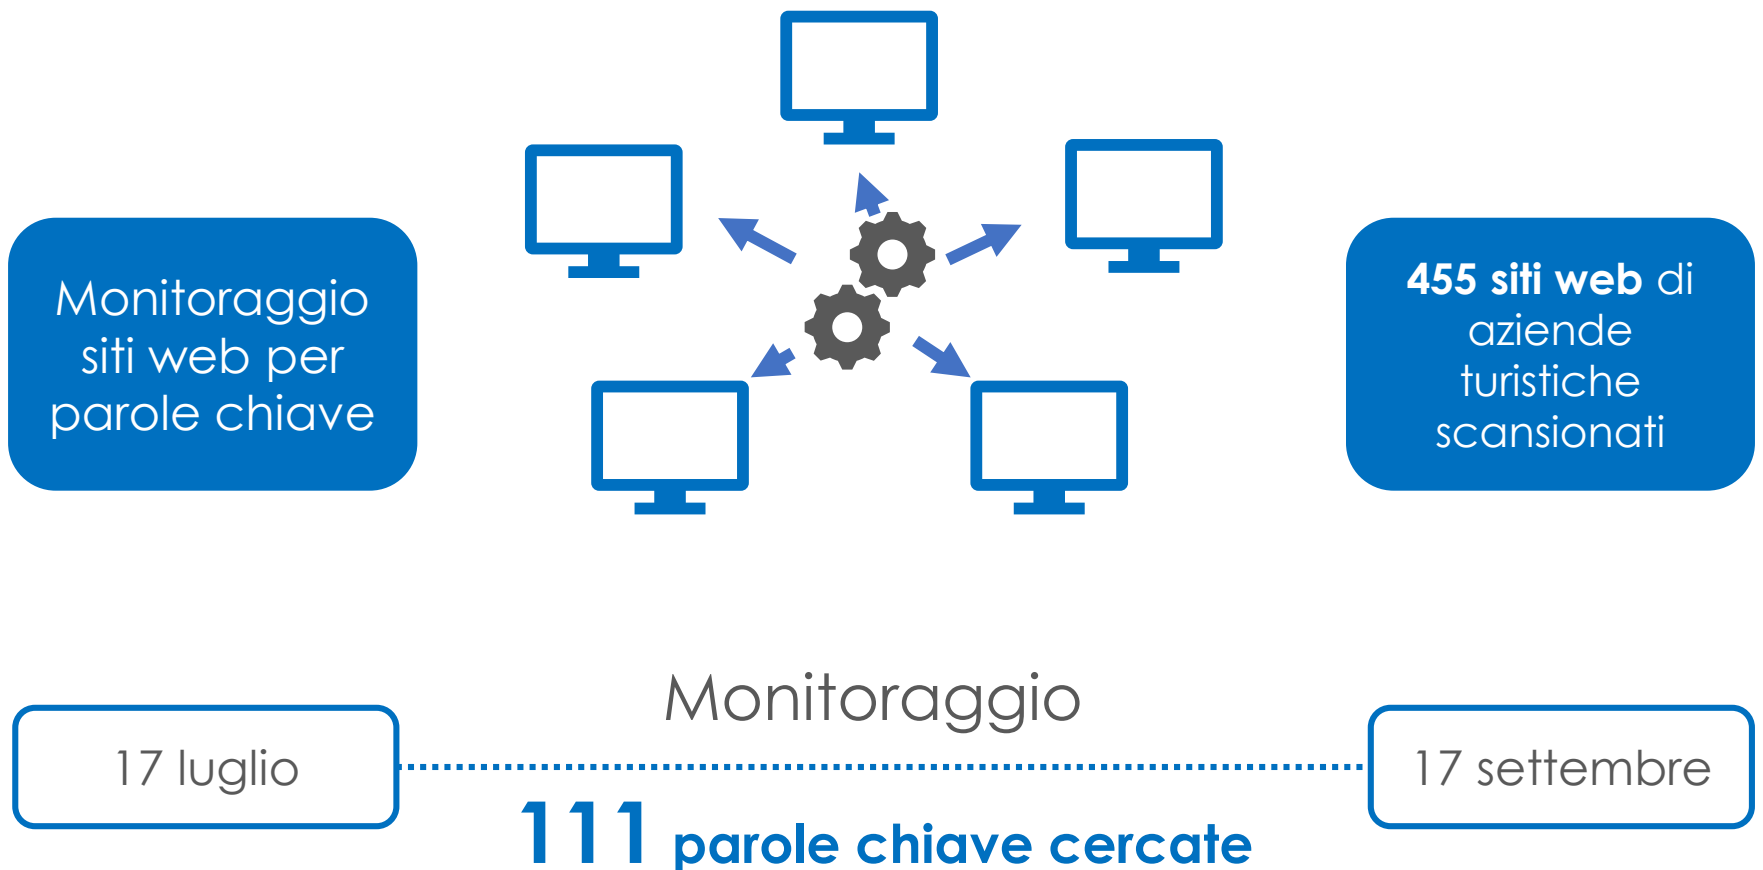 Monitoraggio
siti web per
parole chiave
455 siti web di
aziende
turistiche
scansionati
Monitoraggio
17 luglio
17 settembre
111 parole chiave cercate